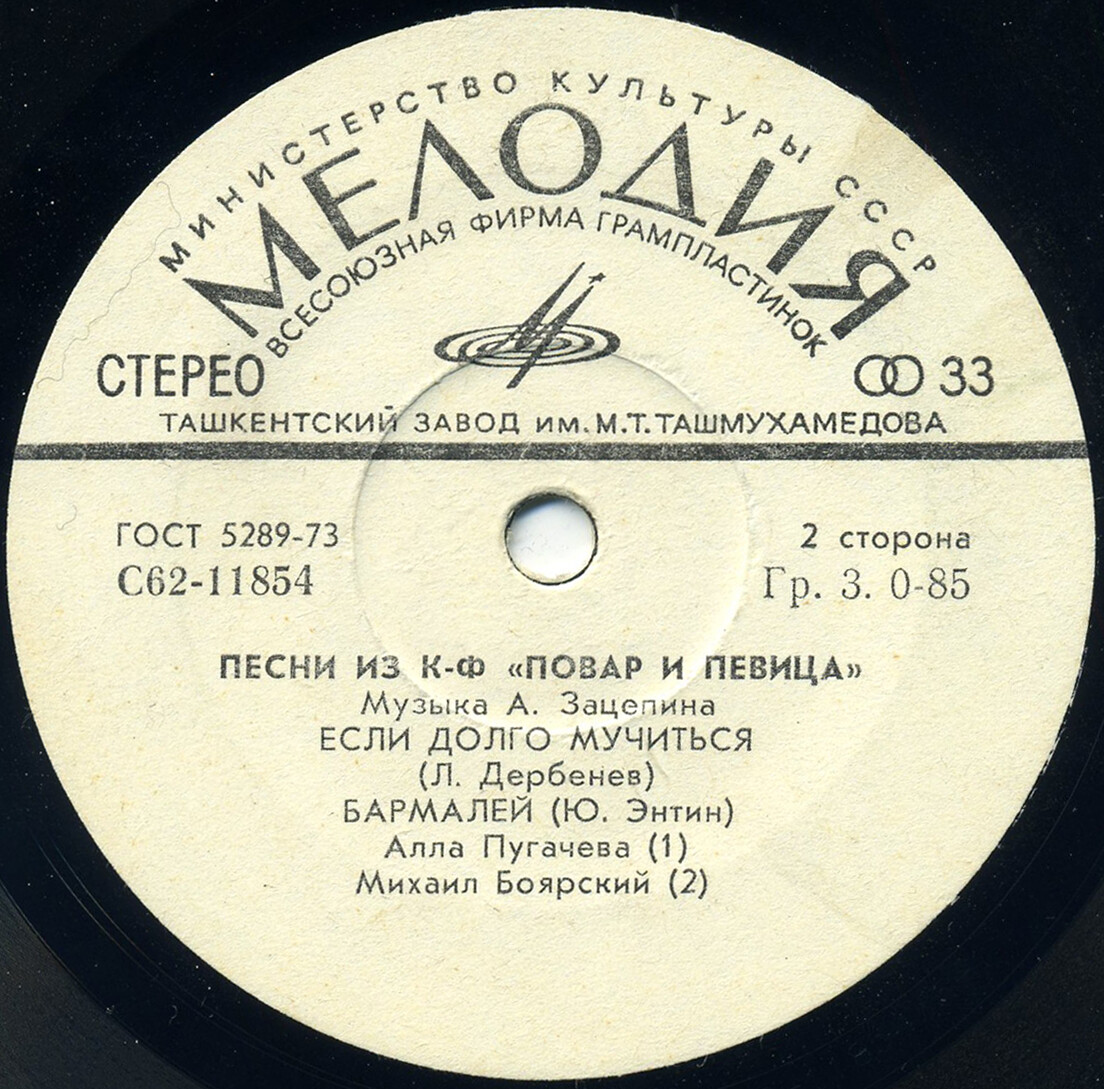 МИНИСТЕРСТВО КУЛЬТУРЫ СССР
МЕЛОДИЯ
ВСЕСОЮЗНАЯ ФИРМА ГРАМПЛАСТИНОК
СТЕРЕО
33
ТАШКЕНТСКИЙ ЗАВОД им. М.Т. ТАШМУХАМЕДОВА
ГОСТ 5289-73
2 сторона
С62-11854
Гр. 3. 0-85
ПЕСНИ ИЗ К-Ф «ПОВАР И ПЕВИЦА»
Музыка А. Зацепина
ЕСЛИ ДОЛГО МУЧИТЬСЯ
(Л. Дербенев)
БАРМАЛЕЙ (Ю. Энтин)
Алла Пугачева (1)
Михаил Боярский (2)